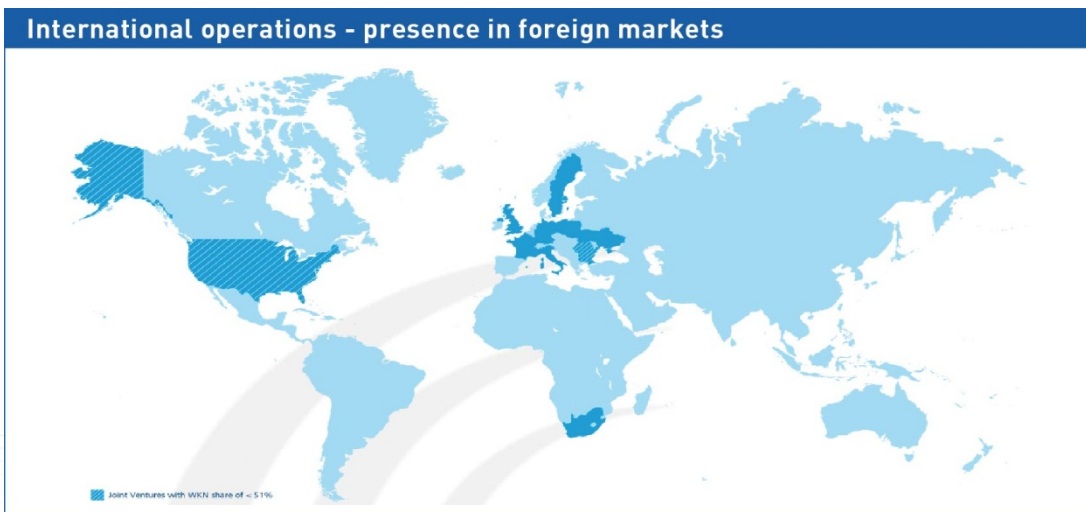 International operations - presence in foreign markets
Joint Ventures with WKN share of < 51%